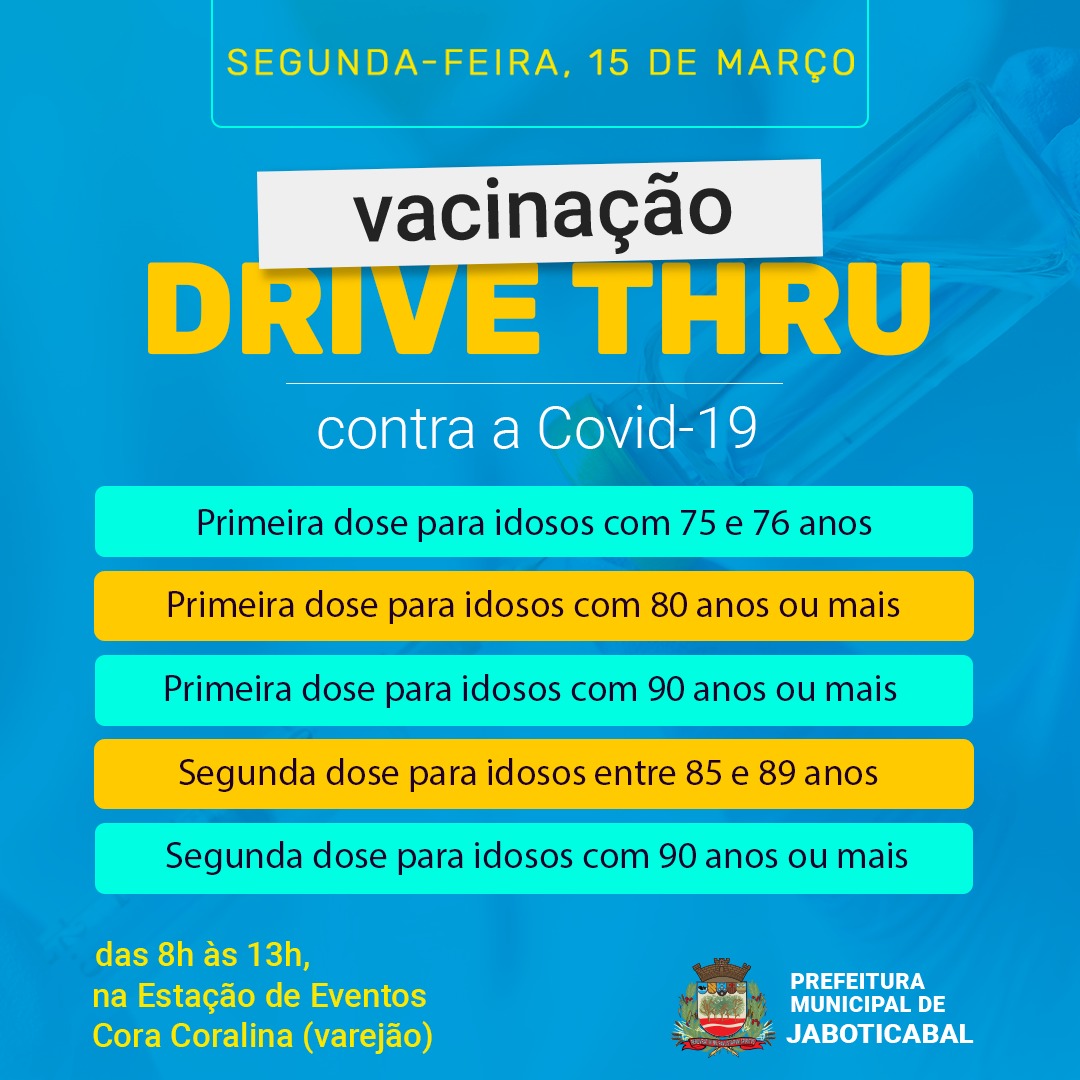 SEGUNDA-FEIRA, 15 DE MARÇO
vacinação
DRIVE THRU
contra a Covid-19
Primeira dose para idosos com 75 e 76 anos
Primeira dose para idosos com 80 anos ou mais
Primeira dose para idosos com 90 anos ou mais
Segunda dose para idosos entre 85 e 89 anos
Segunda dose para idosos com 90 anos ou mais
das 8h às 13h,
na Estação de Eventos
Cora Coralina (varejão)
PREFEITURA
MUNICIPAL DE
JABOTICABAL